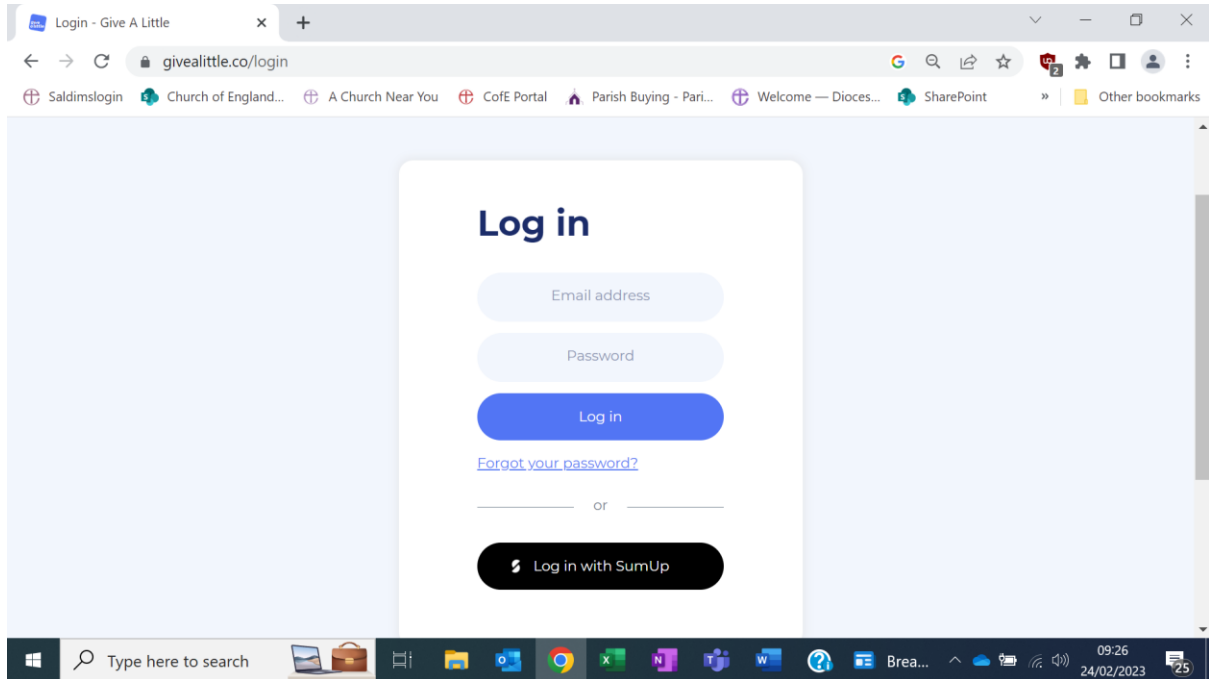 Login - Give A Little
givealittle.co/login
2
Saldimslogin Church of England... A Church Near You CofE Portal Parish Buying - Pari... Welcome — Dioces... SharePoint » Other bookmarks
Log in
Email address
Password
Log in
Forgot your password?
or
Log in with SumUp
Type here to search
Brea...
09:26
24/02/2023
25